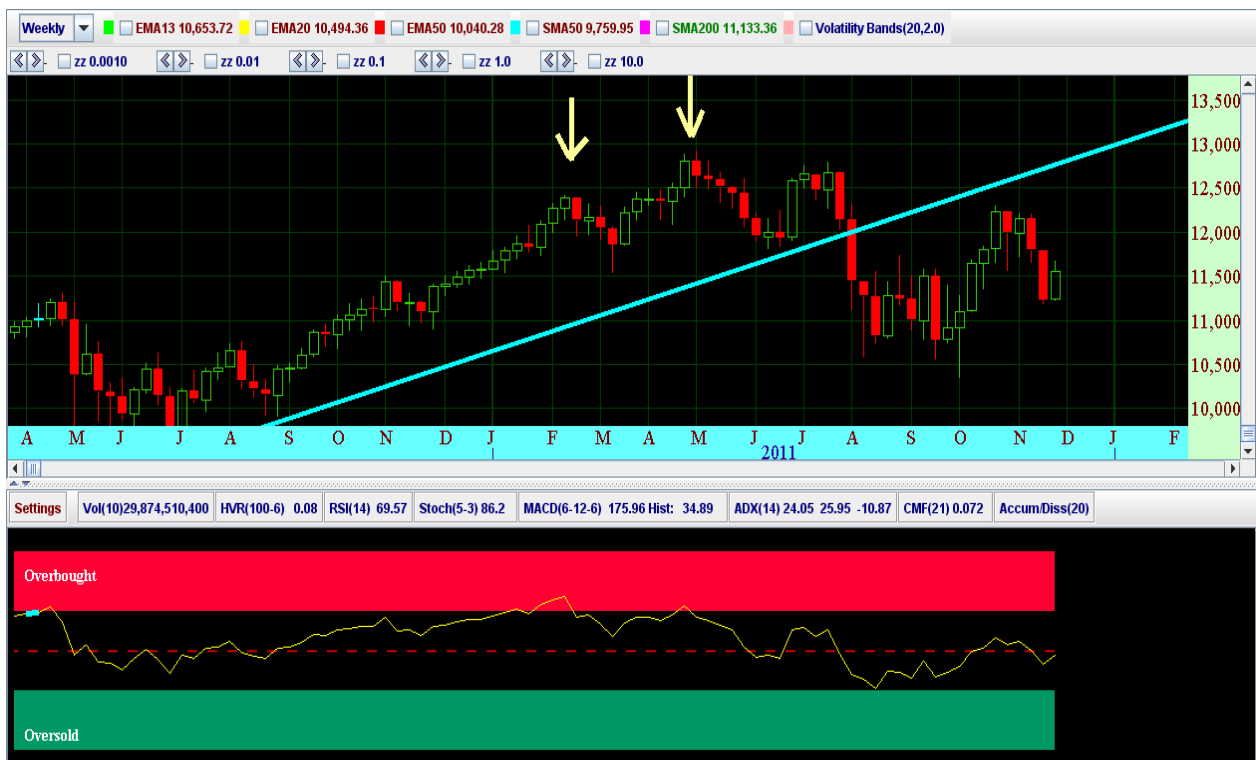 Weekly EMA13 10,653.72 EMA20 10,494.36 EMA50 10,040.28 SMA50 9,759.95 SMA200 11,133.36 Volatility Bands(20,2.0)
zz 0.0010 zz 0.01 zz 0.1 zz 1.0 zz 10.0
13,500
13,000
12,500
12,000
11,500
11,000
10,500
10,000
A M J J A S O N D J F M A M J J A S O N D J F
2011
Settings Vol(10)29,874,510,400 HVR(100-6) 0.08 RSI(14) 69.57 Stoch(5-3) 86.2 MACD(6-12-6) 175.96 Hist: 34.89 ADX(14) 24.05 25.95 -10.87 CMF(21) 0.072 Accum/Diss(20)
Overbought
Oversold